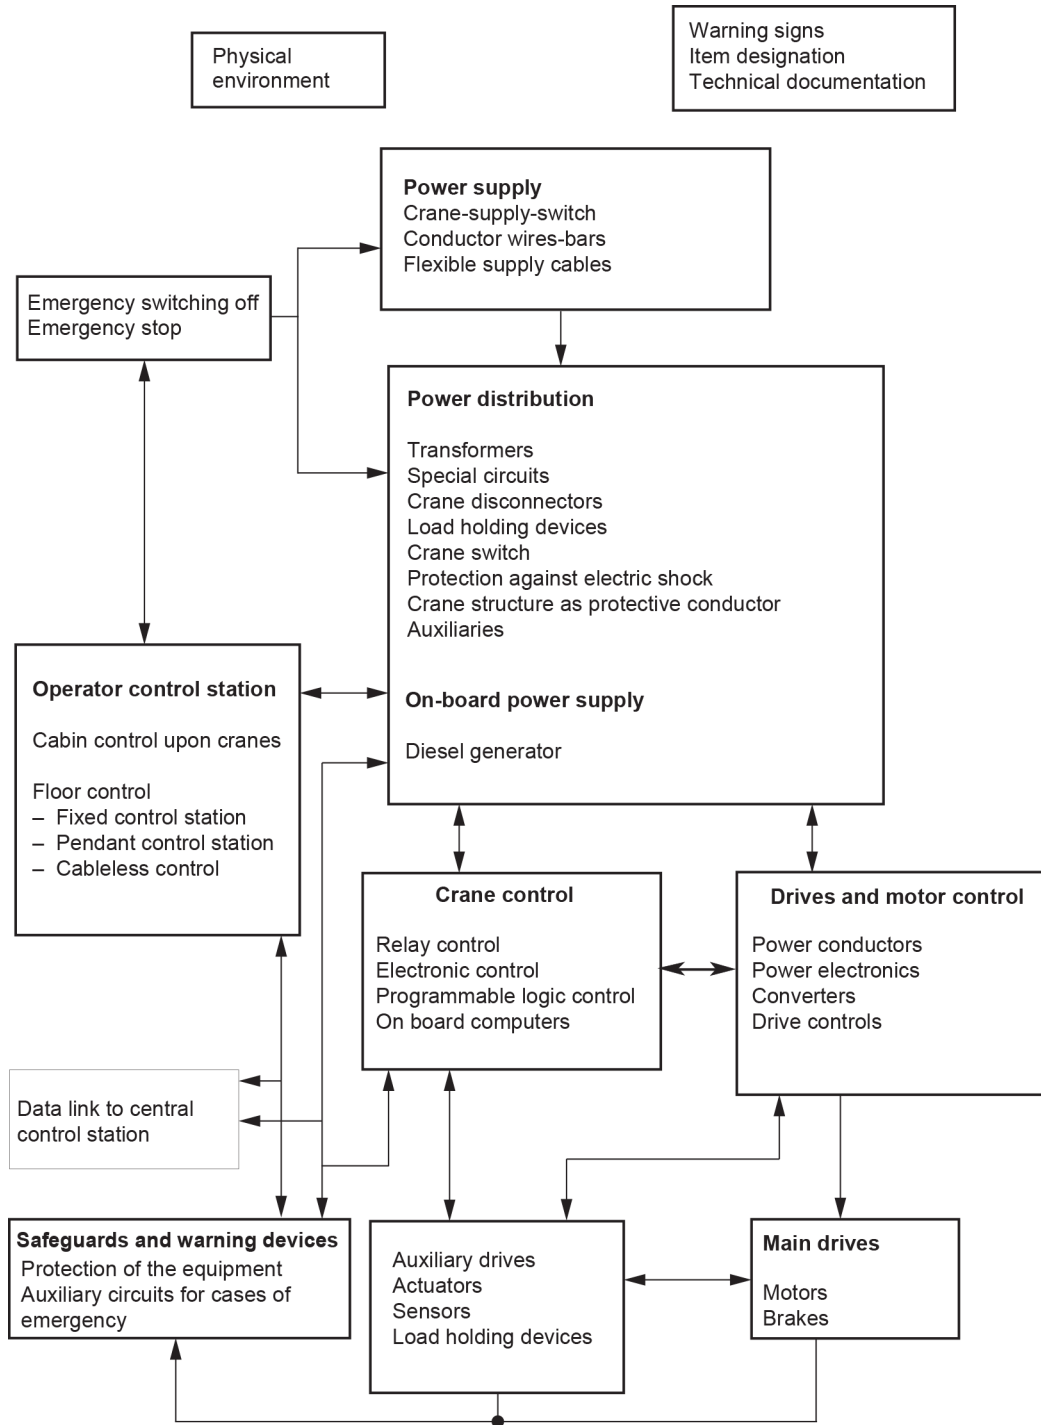 Physical
environment
Warning signs
Item designation
Technical documentation
Power supply
Crane-supply-switch
Conductor wires-bars
Flexible supply cables
Emergency switching off
Emergency stop
Power distribution
Transformers
Special circuits
Crane disconnectors
Load holding devices
Crane switch
Protection against electric shock
Crane structure as protective conductor
Auxiliaries
On-board power supply
Diesel generator
Operator control station
Cabin control upon cranes
Floor control
– Fixed control station
– Pendant control station
– Cableless control
Crane control
Relay control
Electronic control
Programmable logic control
On board computers
Drives and motor control
Power conductors
Power electronics
Converters
Drive controls
Data link to central
control station
Safeguards and warning devices
Protection of the equipment
Auxiliary circuits for cases of
emergency
Auxiliary drives
Actuators
Sensors
Load holding devices
Main drives
Motors
Brakes